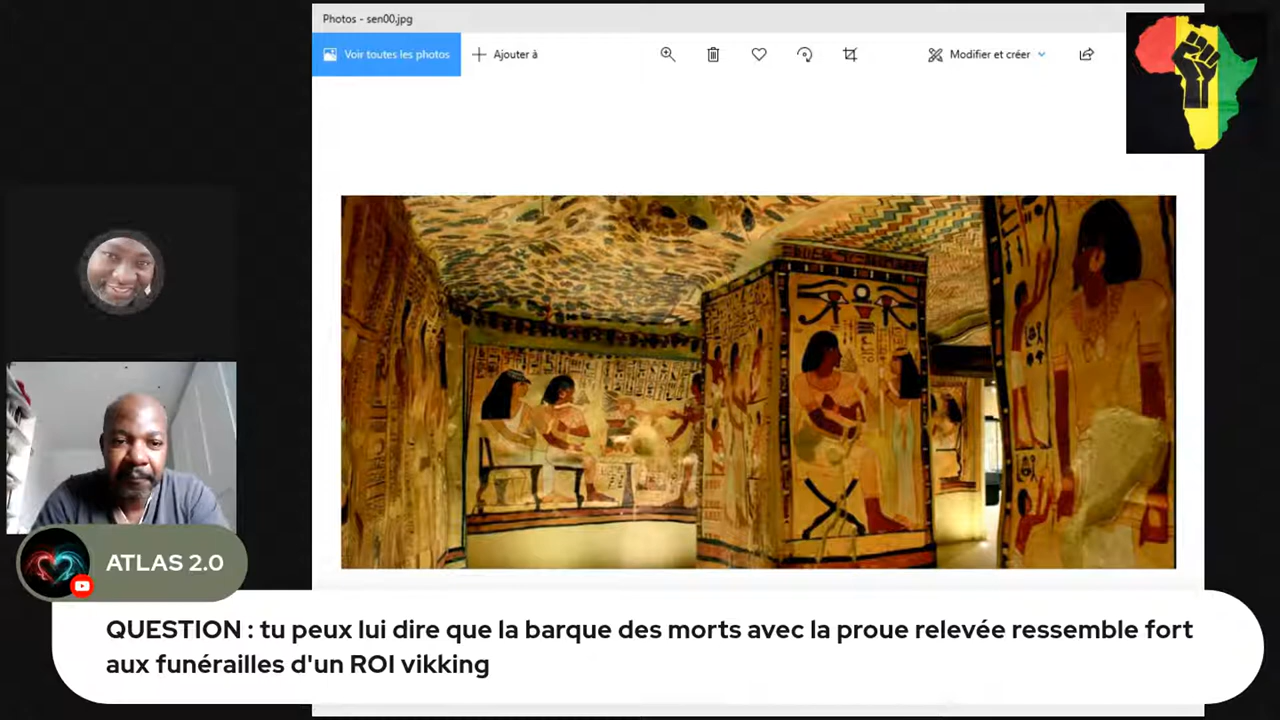 Photos - sen00.jpg
Voir toutes les photos
Ajouter à
Modifier et créer
ATLAS 2.0
QUESTION : tu peux lui dire que la barque des morts avec la proue relevée ressemble fort
aux funérailles d'un ROI vikking